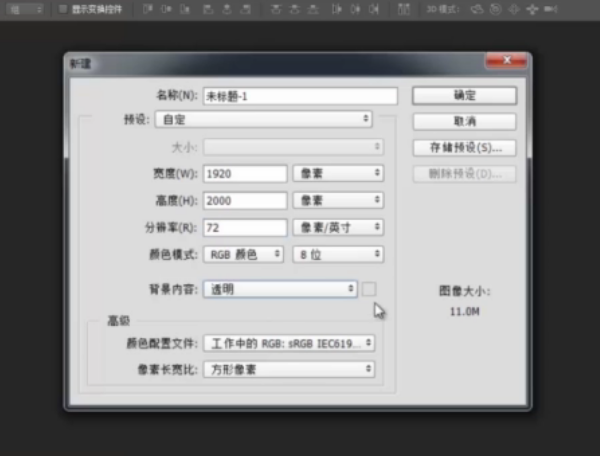 组 显示变换控件 3D 模式:
新建
名称(N): 未标题-1 确定
预设: 自定 取消
大小: 存储预设(S)...
宽度(W): 1920 像素 删除预设(D)...
高度(H): 2000 像素
分辨率(R): 72 像素/英寸
颜色模式: RGB 颜色 8 位
背景内容: 透明 图像大小:
11.0M
高级
颜色配置文件: 工作中的 RGB: sRGB IEC619...
像素长宽比: 方形像素